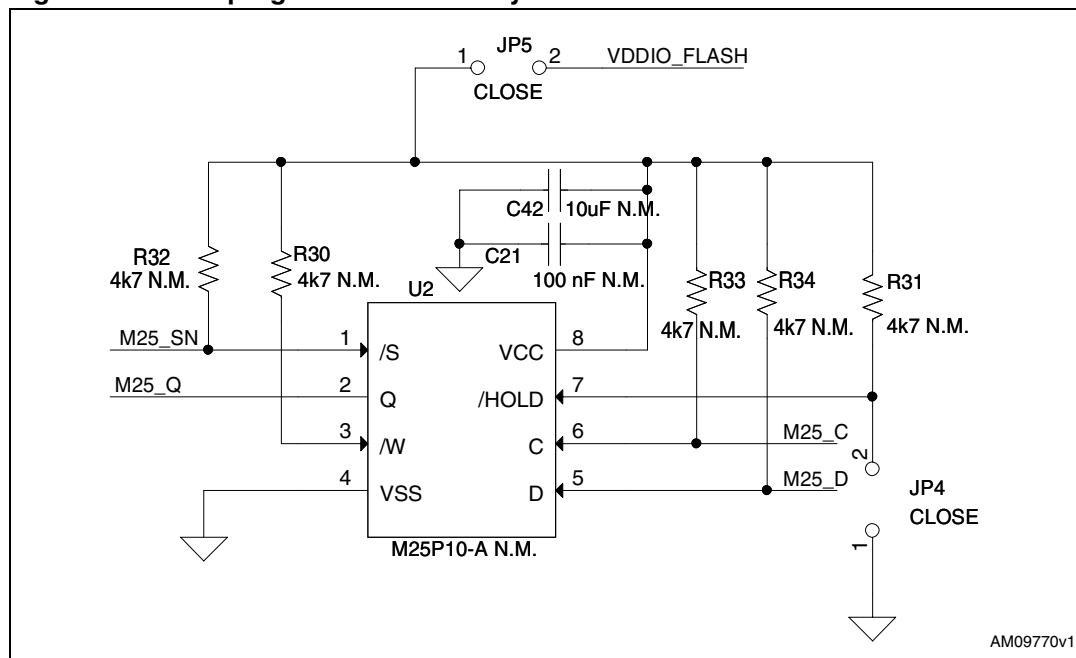 JP5
1
2
VDDIO_FLASH
CLOSE
C42
10uF N.M.
R32
4k7 N.M.
R30
4k7 N.M.
C21
100 nF N.M.
R33
4k7 N.M.
R34
4k7 N.M.
R31
4k7 N.M.
U2
M25_SN
1
/S
VCC
8
M25_Q
2
Q
/HOLD
7
3
/W
C
6
M25_C
4
VSS
D
5
M25_D
2
JP4
CLOSE
1
M25P10-A N.M.
AM09770v1